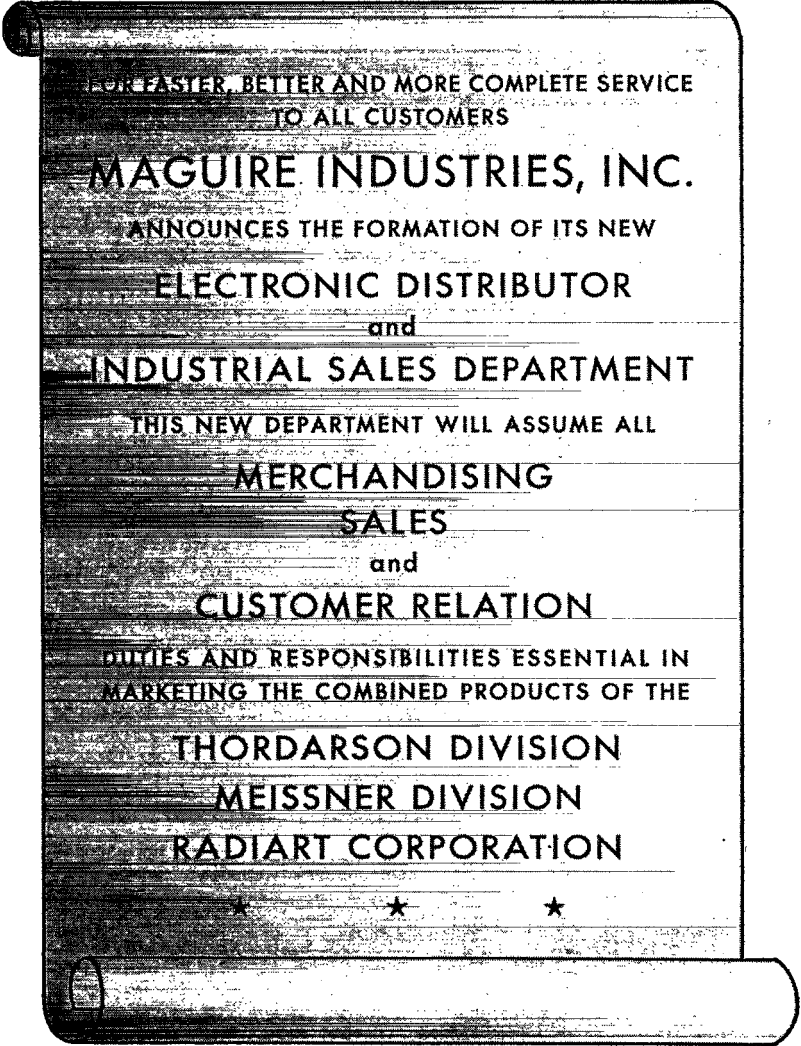 FOR FASTER, BETTER AND MORE COMPLETE SERVICE
TO ALL CUSTOMERS
MAGUIRE INDUSTRIES, INC.
ANNOUNCES THE FORMATION OF ITS NEW
ELECTRONIC DISTRIBUTOR
and
INDUSTRIAL SALES DEPARTMENT
THIS NEW DEPARTMENT WILL ASSUME ALL
MERCHANDISING
SALES
and
CUSTOMER RELATION
DUTIES AND RESPONSIBILITIES ESSENTIAL IN
MARKETING THE COMBINED PRODUCTS OF THE
THORDARSON DIVISION
MEISSNER DIVISION
RADIART CORPORATION
★ ★ ★